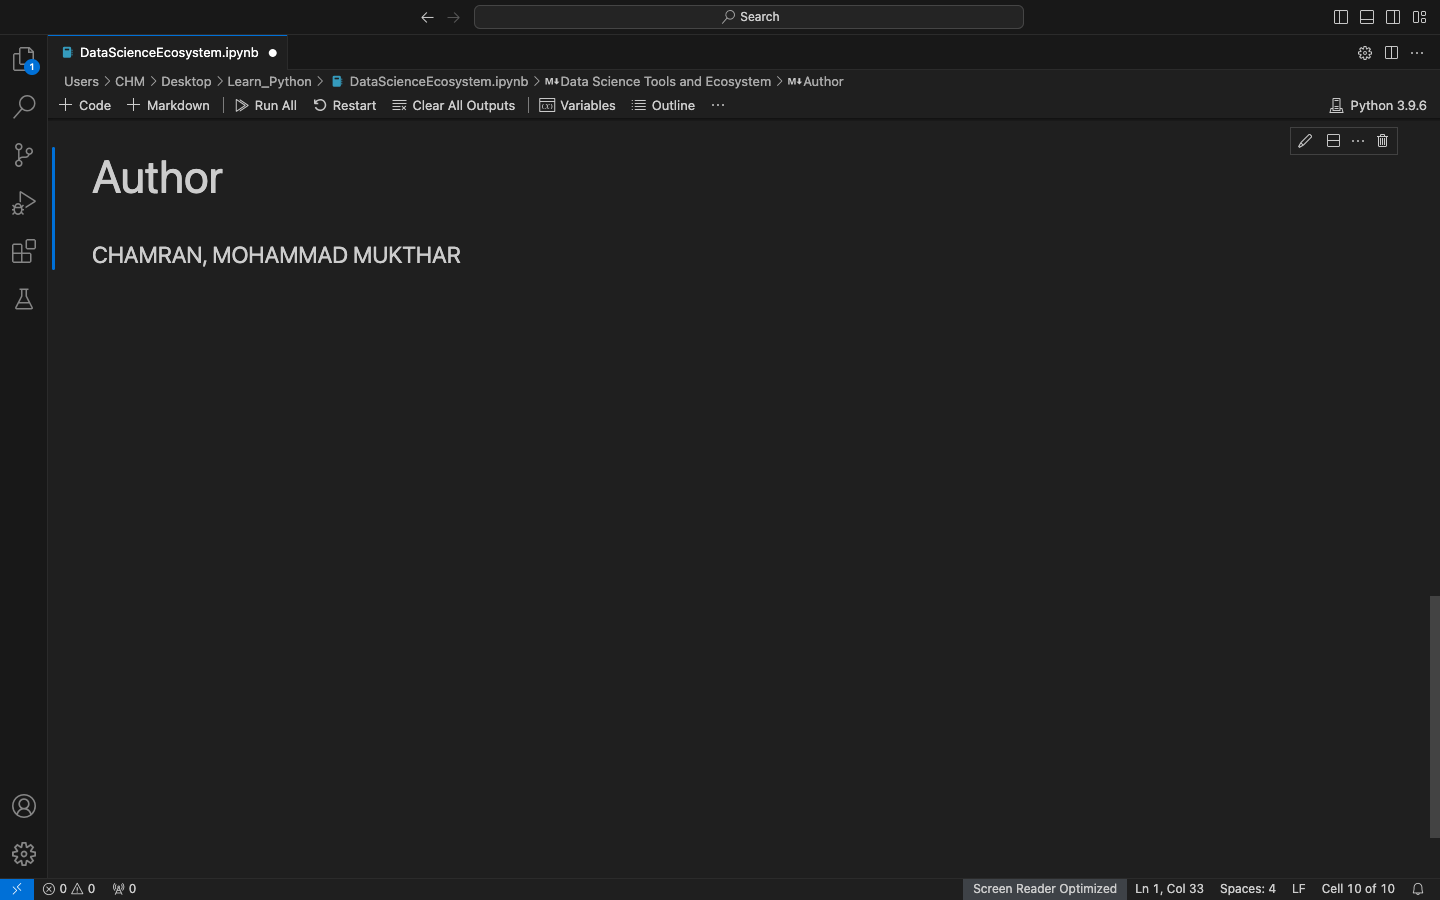 Search
DataScienceEcosystem.ipynb
1
Users > CHM > Desktop > Learn_Python > DataScienceEcosystem.ipynb > M↓Data Science Tools and Ecosystem > M↓Author
Code Markdown Run All Restart Clear All Outputs Variables Outline ··· Python 3.9.6
Author
CHAMRAN, MOHAMMAD MUKTHAR
0 0 0 Screen Reader Optimized Ln 1, Col 33 Spaces: 4 LF Cell 10 of 10